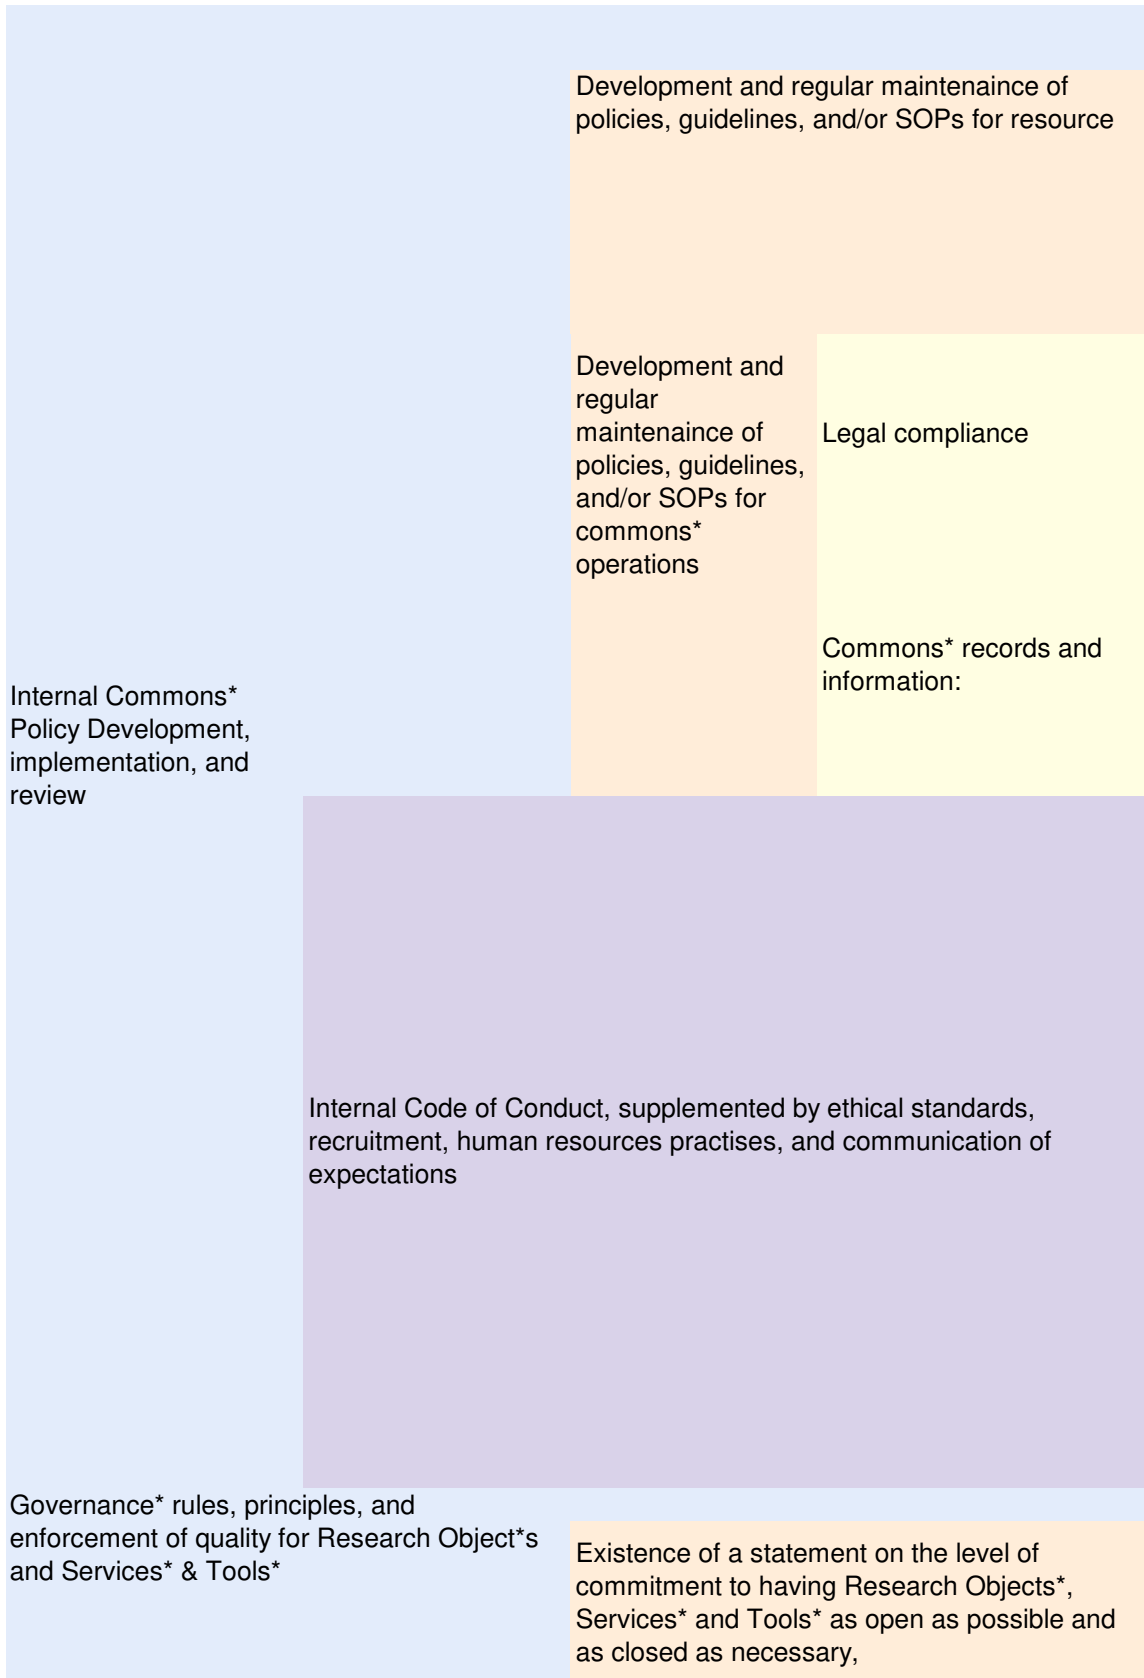 Development and regular maintenaince of
policies, guidelines, and/or SOPs for resource
Development and
regular
maintenaince of
policies, guidelines,
and/or SOPs for
commons*
operations
Legal compliance
Commons* records and
information:
Internal Commons*
Policy Development,
implementation, and
review
Internal Code of Conduct, supplemented by ethical standards,
recruitment, human resources practises, and communication of
expectations
Governance* rules, principles, and
enforcement of quality for Research Object*s
and Services* & Tools*
Existence of a statement on the level of
commitment to having Research Objects*,
Services* and Tools* as open as possible and
as closed as necessary,